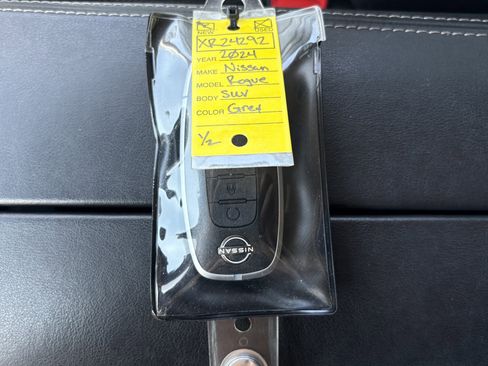 NEW USED
XR24292
YEAR 2024
MAKE Nissan
MODEL Rogue
BODY SUV
COLOR Grey
1/2
NISSAN